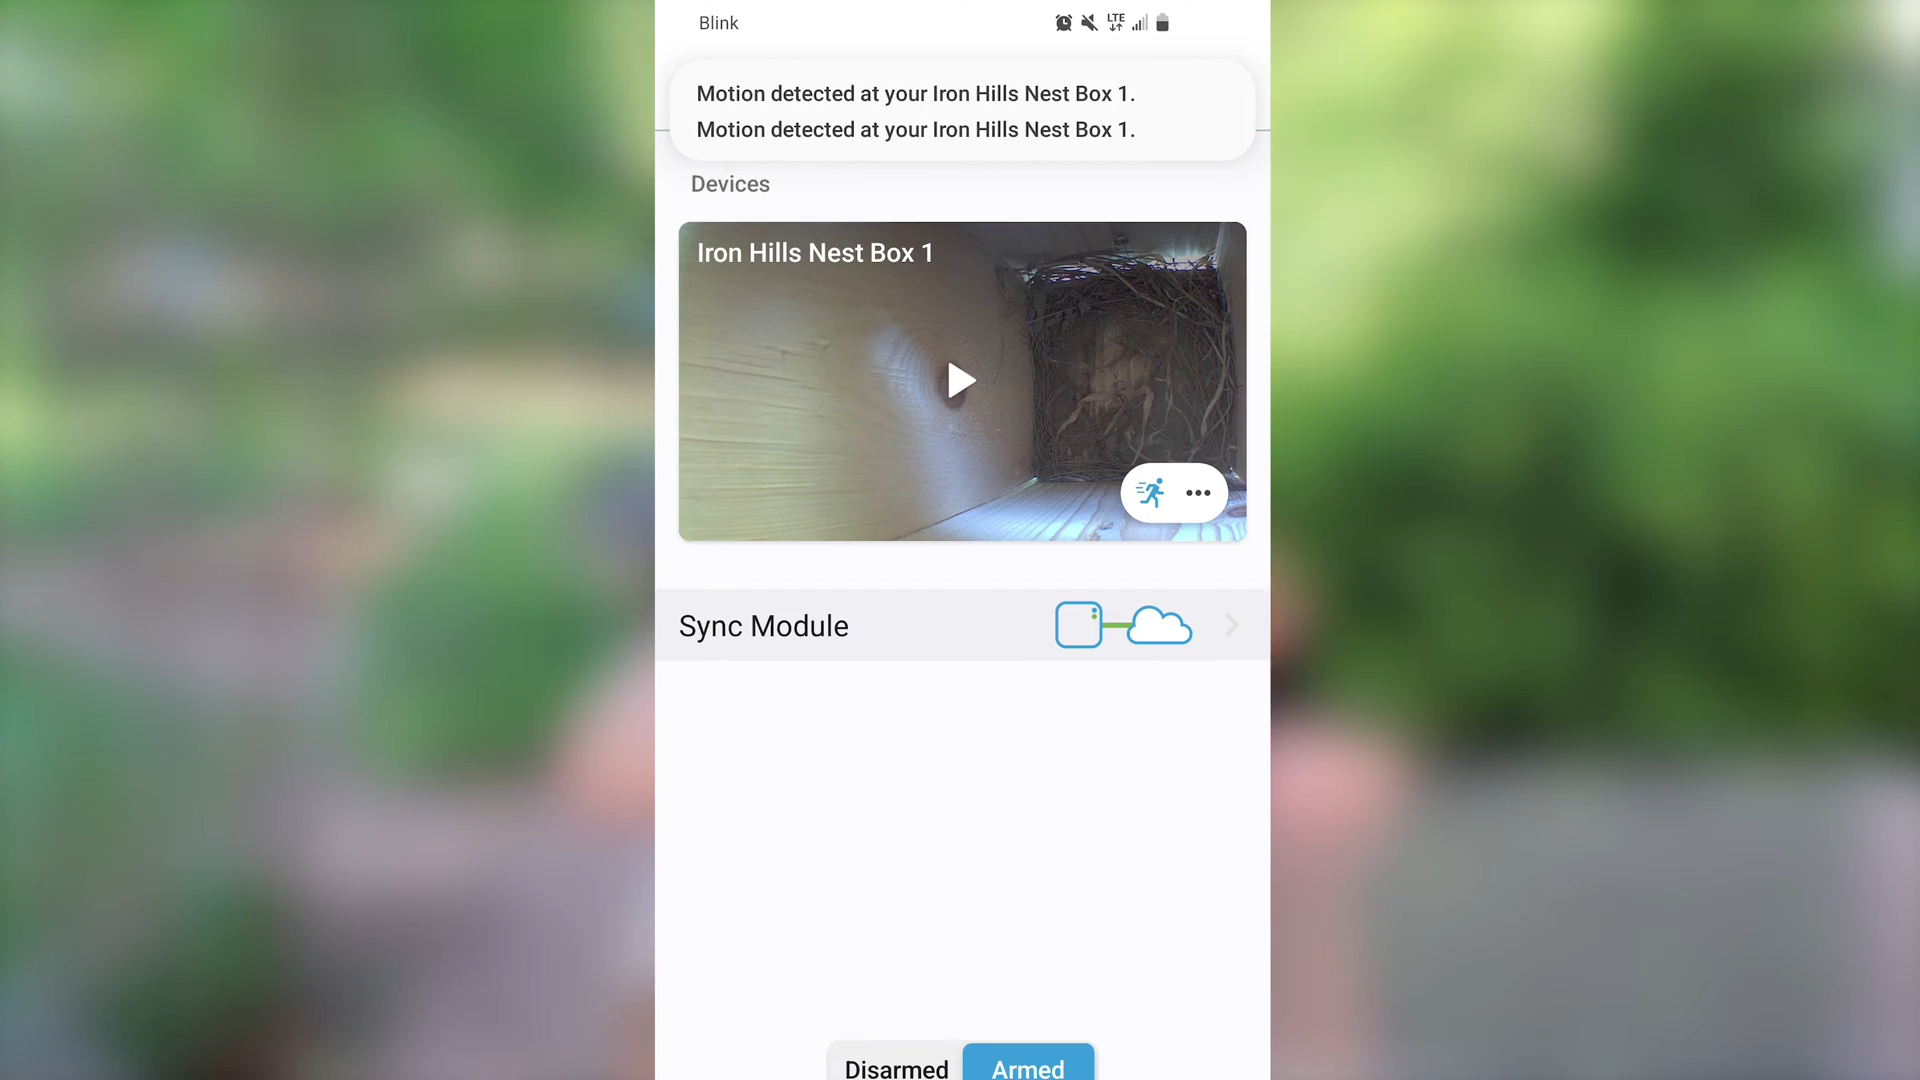 Blink
LTE
Motion detected at your Iron Hills Nest Box 1.
Motion detected at your Iron Hills Nest Box 1.
Devices
Iron Hills Nest Box 1
Sync Module
Disarmed
Armed